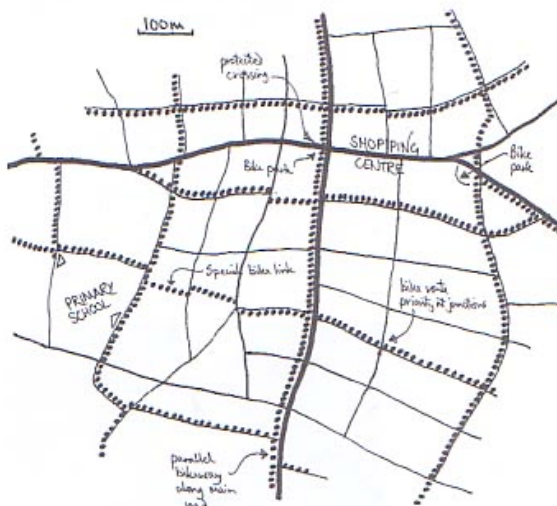 100m
protected
crossing
SHOPPING
CENTRE
Bike park
Bike
park
Special bike link
bike route
priority at junctions
PRIMARY
SCHOOL
parallel
bikeway
along main
road